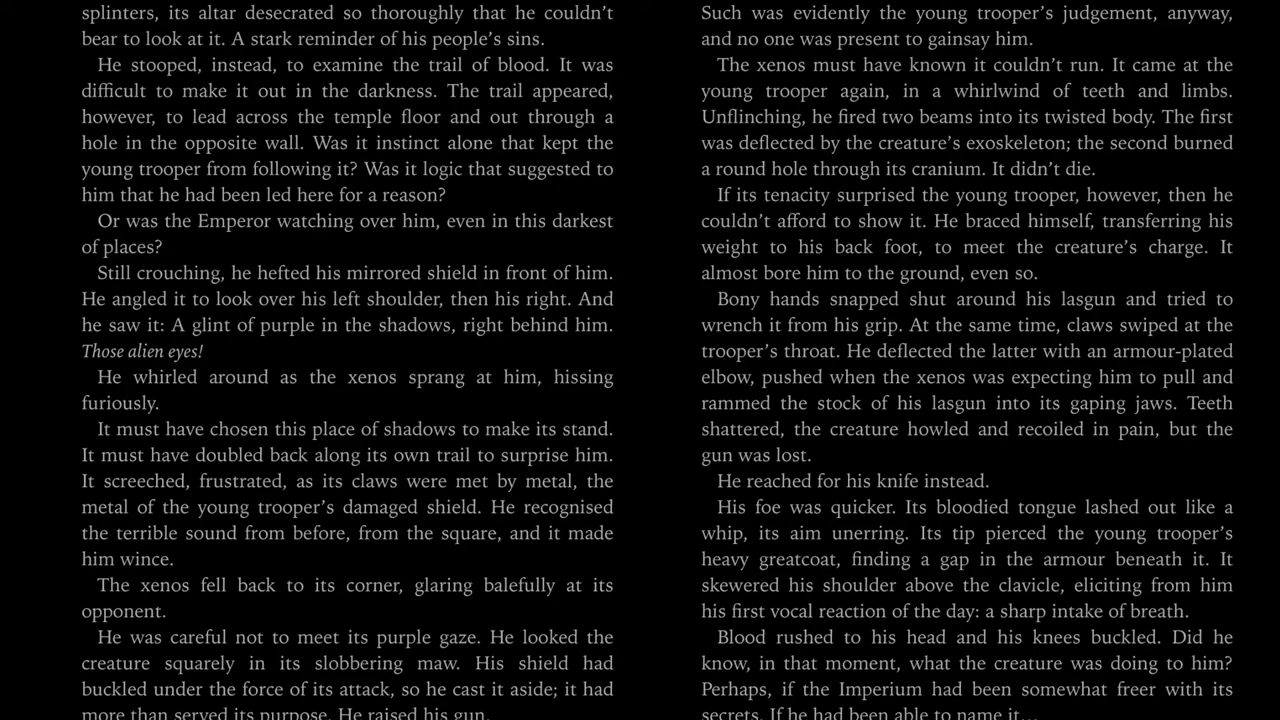 splinters, its altar desecrated so thoroughly that he couldn’t
bear to look at it. A stark reminder of his people’s sins.
He stooped, instead, to examine the trail of blood. It was
difficult to make it out in the darkness. The trail appeared,
however, to lead across the temple floor and out through a
hole in the opposite wall. Was it instinct alone that kept the
young trooper from following it? Was it logic that suggested to
him that he had been led here for a reason?
Or was the Emperor watching over him, even in this darkest
of places?
Still crouching, he hefted his mirrored shield in front of him.
He angled it to look over his left shoulder, then his right. And
he saw it: A glint of purple in the shadows, right behind him.
Those alien eyes!
He whirled around as the xenos sprang at him, hissing
furiously.
It must have chosen this place of shadows to make its stand.
It must have doubled back along its own trail to surprise him.
It screeched, frustrated, as its claws were met by metal, the
metal of the young trooper’s damaged shield. He recognised
the terrible sound from before, from the square, and it made
him wince.
The xenos fell back to its corner, glaring balefully at its
opponent.
He was careful not to meet its purple gaze. He looked the
creature squarely in its slobbering maw. His shield had
buckled under the force of its attack, so he cast it aside; it had
more than served its purpose. He raised his gun.
Such was evidently the young trooper’s judgement, anyway,
and no one was present to gainsay him.
The xenos must have known it couldn’t run. It came at the
young trooper again, in a whirlwind of teeth and limbs.
Unflinching, he fired two beams into its twisted body. The first
was deflected by the creature’s exoskeleton; the second burned
a round hole through its cranium. It didn’t die.
If its tenacity surprised the young trooper, however, then he
couldn’t afford to show it. He braced himself, transferring his
weight to his back foot, to meet the creature’s charge. It
almost bore him to the ground, even so.
Bony hands snapped shut around his lasgun and tried to
wrench it from his grip. At the same time, claws swiped at the
trooper’s throat. He deflected the latter with an armour-plated
elbow, pushed when the xenos was expecting him to pull and
rammed the stock of his lasgun into its gaping jaws. Teeth
shattered, the creature howled and recoiled in pain, but the
gun was lost.
He reached for his knife instead.
His foe was quicker. Its bloodied tongue lashed out like a
whip, its aim unerring. Its tip pierced the young trooper’s
heavy greatcoat, finding a gap in the armour beneath it. It
skewered his shoulder above the clavicle, eliciting from him
his first vocal reaction of the day: a sharp intake of breath.
Blood rushed to his head and his knees buckled. Did he
know, in that moment, what the creature was doing to him?
Perhaps, if the Imperium had been somewhat freer with its
secrets. If he had been able to name it…